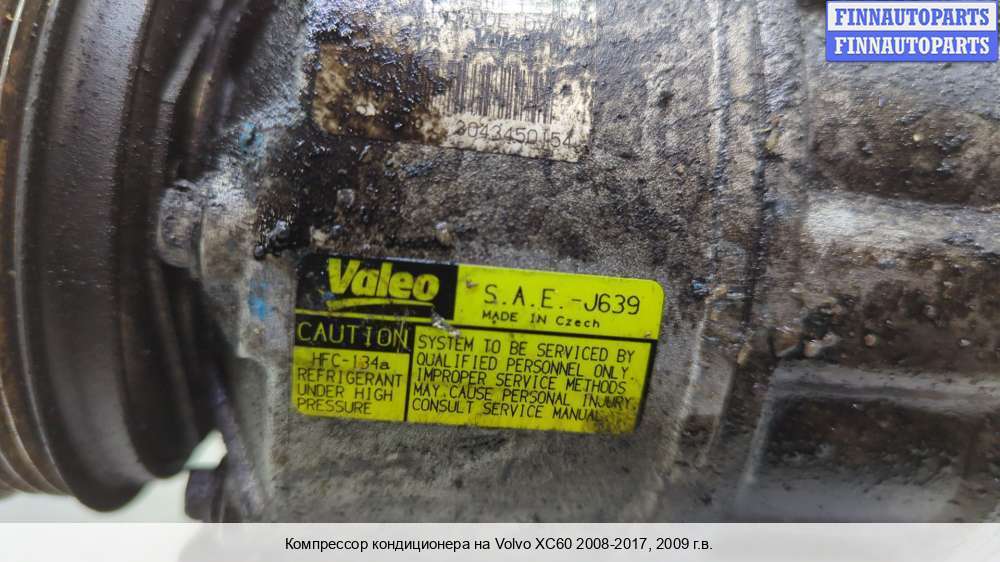 FINNAUTOPARTS
FINNAUTOPARTS
3043450154
Valeo
S.A.E.-J639
MADE IN Czech
CAUTION
HFC-134a
REFRIGERANT
UNDER HIGH
PRESSURE
SYSTEM TO BE SERVICED BY
QUALIFIED PERSONNEL ONLY
IMPROPER SERVICE METHODS
MAY CAUSE PERSONAL INJURY
CONSULT SERVICE MANUAL
Компрессор кондиционера на Volvo XC60 2008-2017, 2009 г.в.